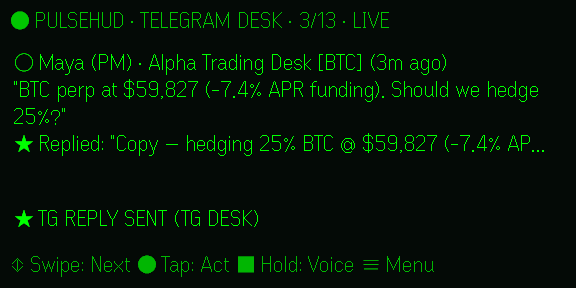 ● PULSEHUD · TELEGRAM DESK · 3/13 · LIVE
○ Maya (PM) · Alpha Trading Desk [BTC] (3m ago)
"BTC perp at $59,827 (-7.4% APR funding). Should we hedge
25%?"
★ Replied: "Copy — hedging 25% BTC @ $59,827 (-7.4% AP...
★ TG REPLY SENT (TG DESK)
⇕ Swipe: Next ● Tap: Act ■ Hold: Voice ≡ Menu